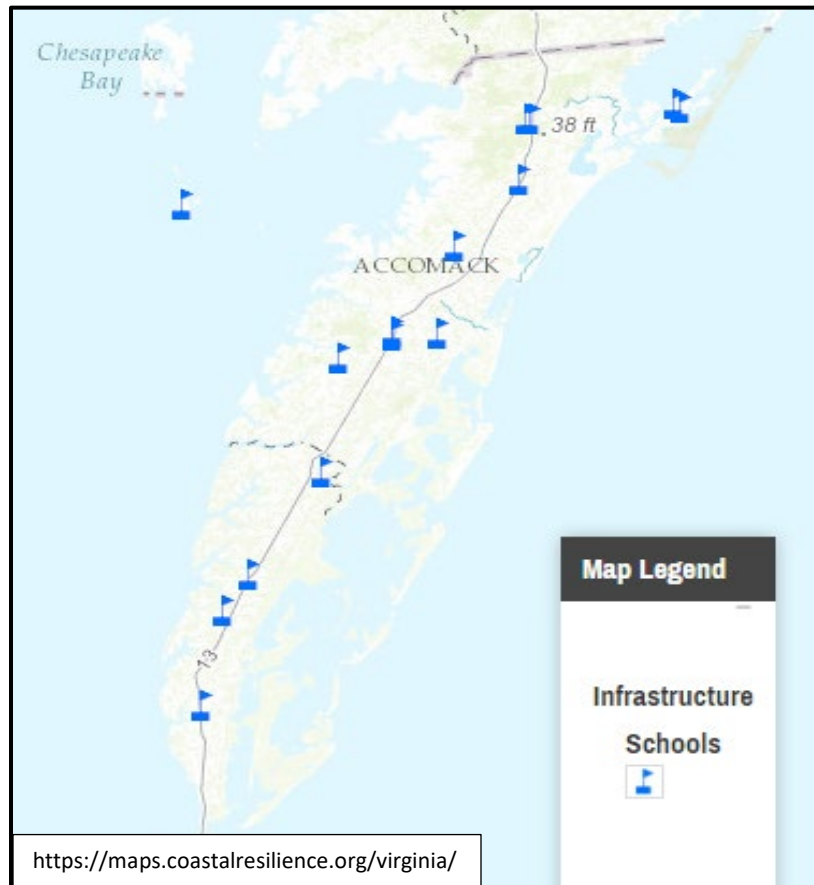 Chesapeake
Bay
38 ft
ACCOMACK
13
Map Legend
Infrastructure
Schools
https://maps.coastalresilience.org/virginia/